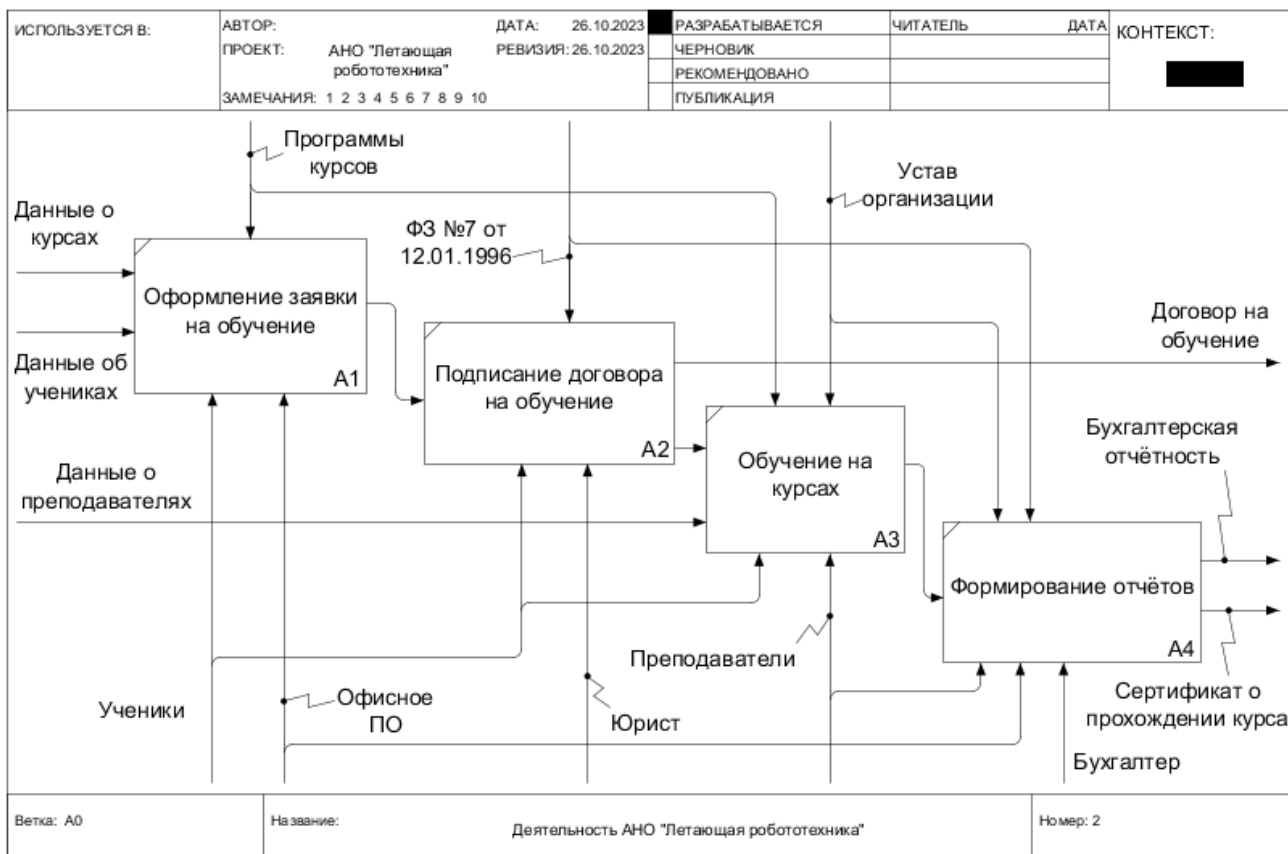 ИСПОЛЬЗУЕТСЯ В:
АВТОР:
ДАТА: 26.10.2023
РАЗРАБАТЫВАЕТСЯ
ЧИТАТЕЛЬ
ДАТА
КОНТЕКСТ:
ПРОЕКТ: АНО "Летающая
робототехника"
РЕВИЗИЯ: 26.10.2023
ЧЕРНОВИК
РЕКОМЕНДОВАНО
ЗАМЕЧАНИЯ: 1 2 3 4 5 6 7 8 9 10
ПУБЛИКАЦИЯ
Программы
курсов
Устав
организации
Данные о
курсах
ФЗ №7 от
12.01.1996
Оформление заявки
на обучение
A1
Договор на
обучение
Данные об
учениках
Подписание договора
на обучение
A2
Бухгалтерская
отчётность
Данные о
преподавателях
Обучение на
курсах
A3
Формирование отчётов
A4
Преподаватели
Ученики
Офисное
ПО
Юрист
Сертификат о
прохождении курса
Бухгалтер
Ветка: A0
Название:
Деятельность АНО "Летающая робототехника"
Номер: 2